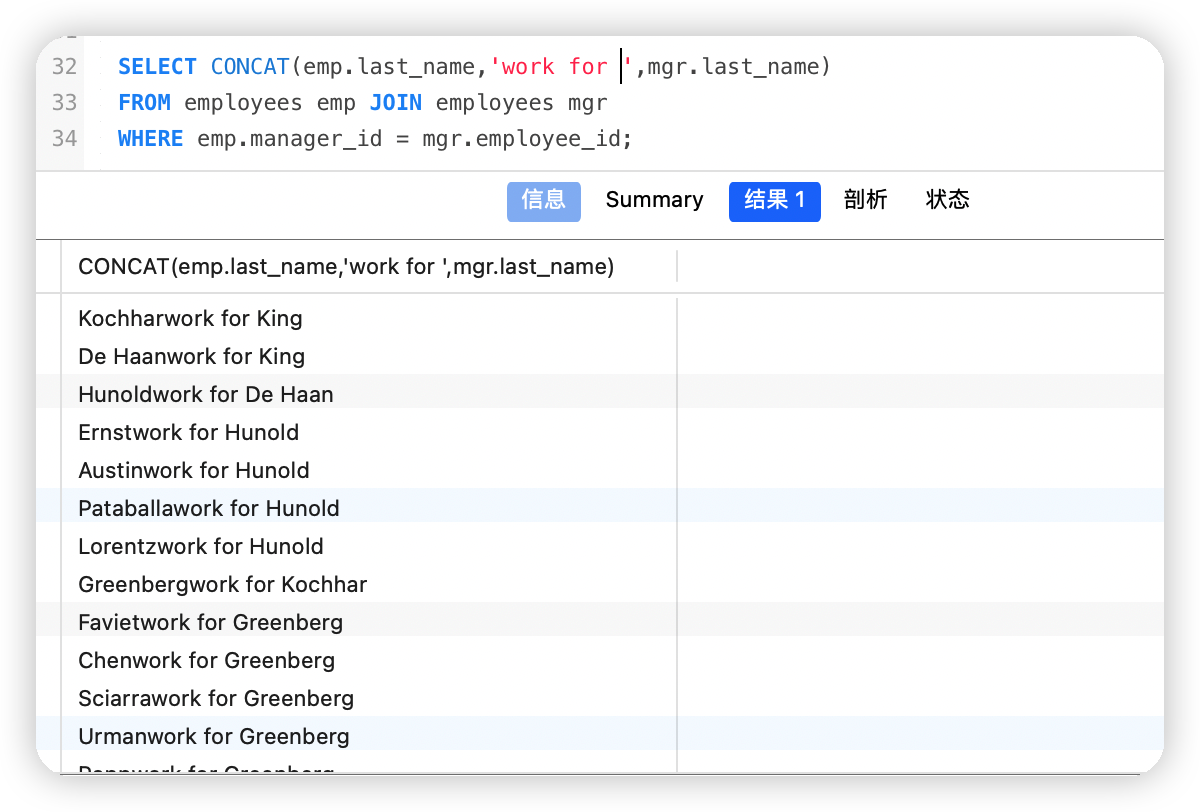 32 SELECT CONCAT(emp.last_name,'work for ',mgr.last_name)
33 FROM employees emp JOIN employees mgr
34 WHERE emp.manager_id = mgr.employee_id;
信息 Summary 结果 1 剖析 状态
CONCAT(emp.last_name,'work for ',mgr.last_name)
Kochharwork for King
De Haanwork for King
Hunoldwork for De Haan
Ernstwork for Hunold
Austinwork for Hunold
Pataballawork for Hunold
Lorentzwork for Hunold
Greenbergwork for Kochhar
Favietwork for Greenberg
Chenwork for Greenberg
Sciarrawork for Greenberg
Urmanwork for Greenberg